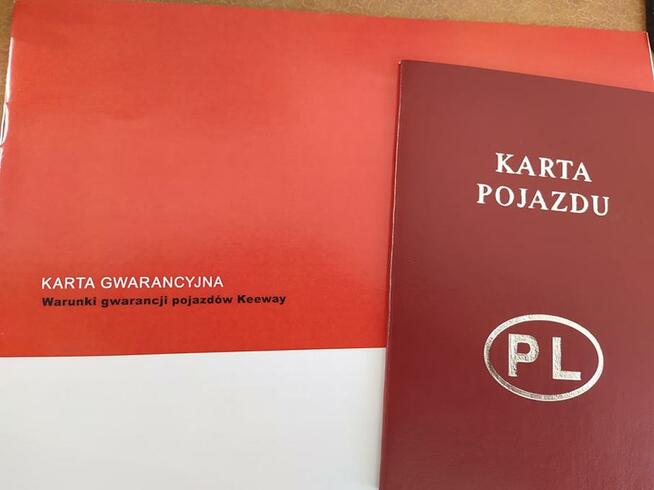 KARTA GWARANCYJNA
Warunki gwarancji pojazdów Keeway
KARTA
POJAZDU
PL